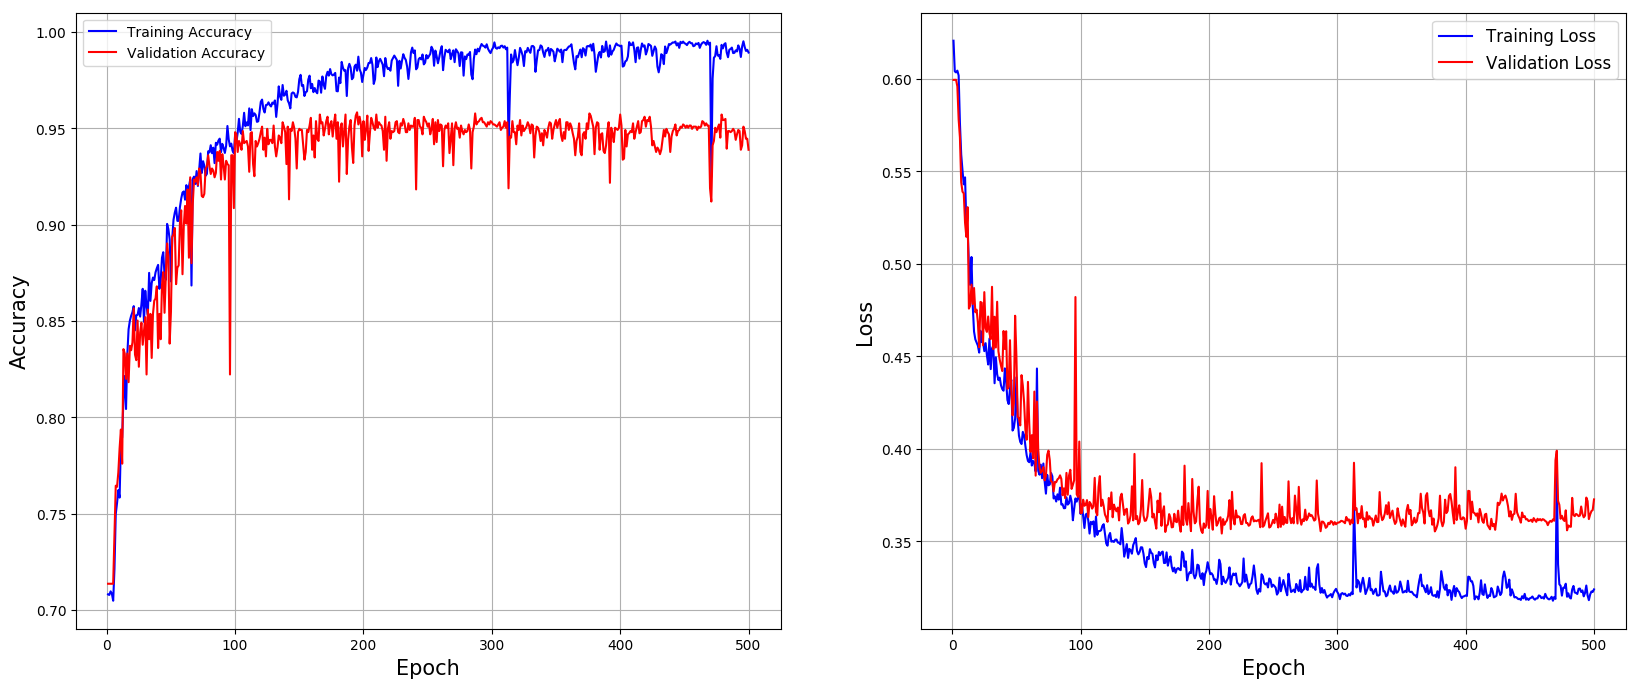 Training Accuracy
Validation Accuracy
1.00
0.95
0.90
0.85
0.80
0.75
0.70
Accuracy
0 100 200 300 400 500
Epoch
Training Loss
Validation Loss
0.60
0.55
0.50
0.45
0.40
0.35
Loss
0 100 200 300 400 500
Epoch